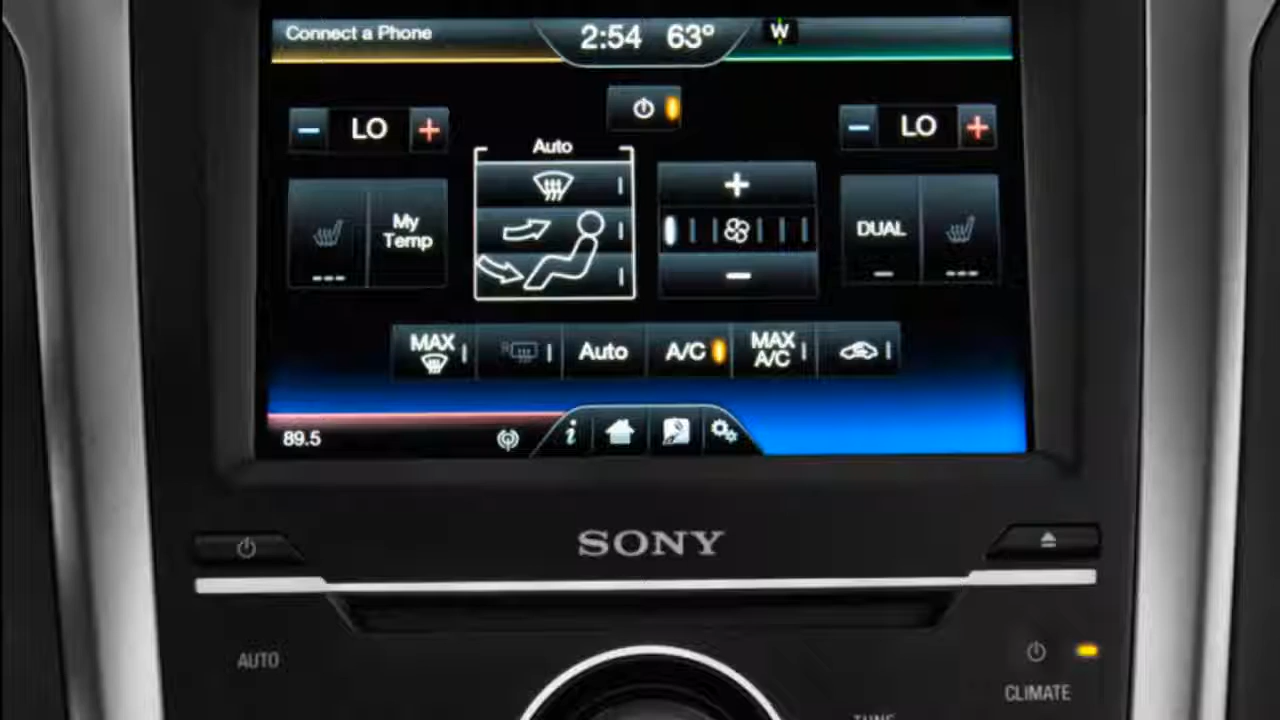 Connect a Phone 2:54 63° W
- LO + - LO +
Auto
My
Temp
+
DUAL
-
MAX R Auto A/C MAX
A/C
89.5 i
SONY
AUTO
CLIMATE
TUNE